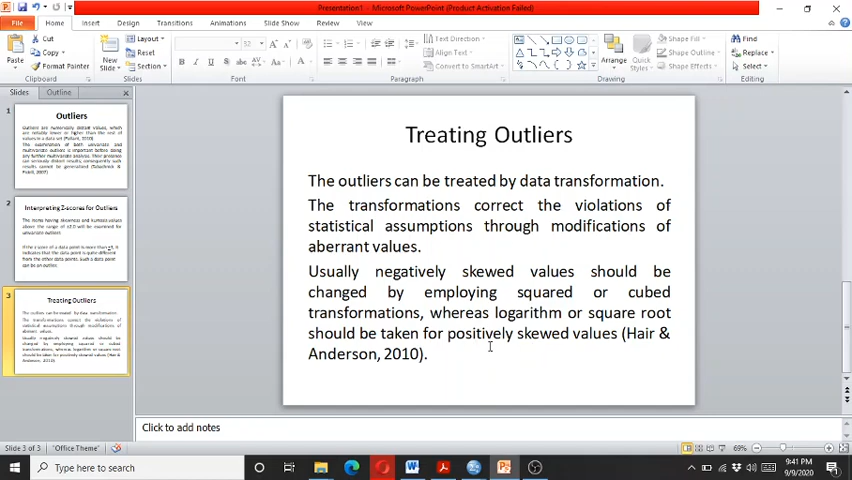 Presentation1 - Microsoft PowerPoint (Product Activation Failed)
File Home Insert Design Transitions Animations Slide Show Review View
Paste Cut Copy Format Painter
Clipboard
New Slide Layout Reset Section
Slides
32
Font
Paragraph
Text Direction
Align Text
Convert to SmartArt
Arrange Quick Styles
Shape Fill
Shape Outline
Shape Effects
Drawing
Find
Replace
Select
Editing
Slides Outline
1
Outliers
2
Interpreting Z-scores for Outliers
3
Treating Outliers
Treating Outliers
The outliers can be treated by data transformation.
The transformations correct the violations of
statistical assumptions through modifications of
aberrant values.
Usually negatively skewed values should be
changed by employing squared or cubed
transformations, whereas logarithm or square root
should be taken for positively skewed values (Hair &
Anderson, 2010).
Click to add notes
Slide 3 of 3 "Office Theme" 69%
Type here to search
9:41 PM
9/9/2020